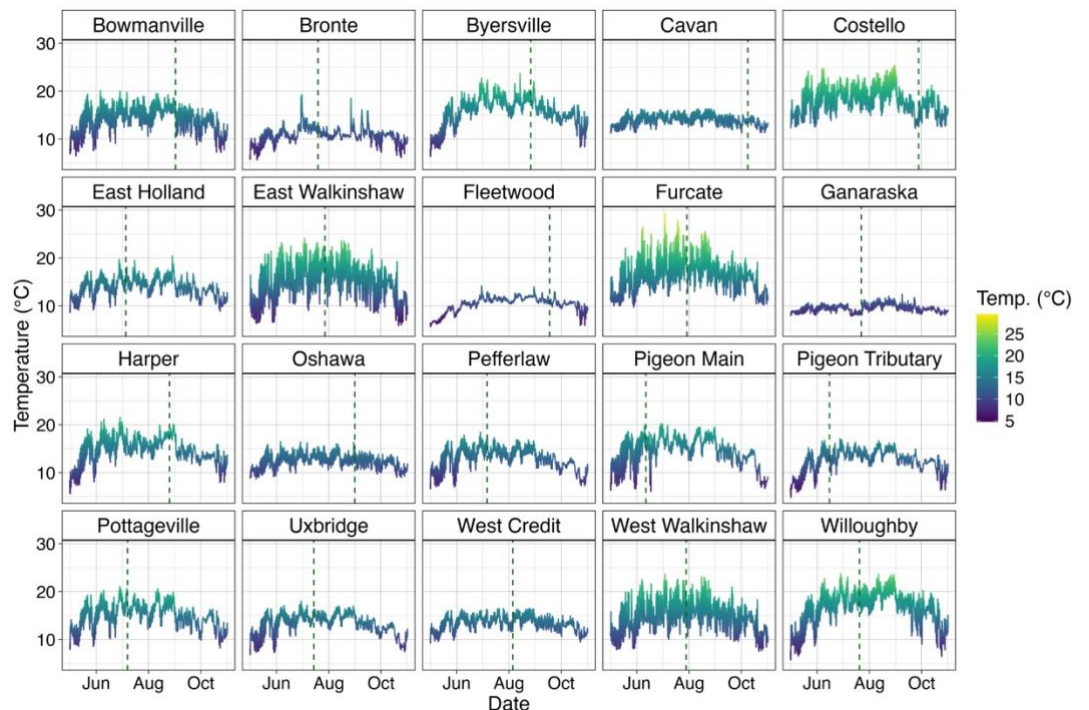 Bowmanville Bronte Byersville Cavan Costello
30
20
10
East Holland East Walkinshaw Fleetwood Furcate Ganaraska
30
20
10
Temperature (°C)
Temp. (°C)
25
20
15
10
5
Harper Oshawa Pefferlaw Pigeon Main Pigeon Tributary
30
20
10
Pottageville Uxbridge West Credit West Walkinshaw Willoughby
30
20
10
Jun Aug Oct Jun Aug Oct Jun Aug Oct Jun Aug Oct Jun Aug Oct
Date